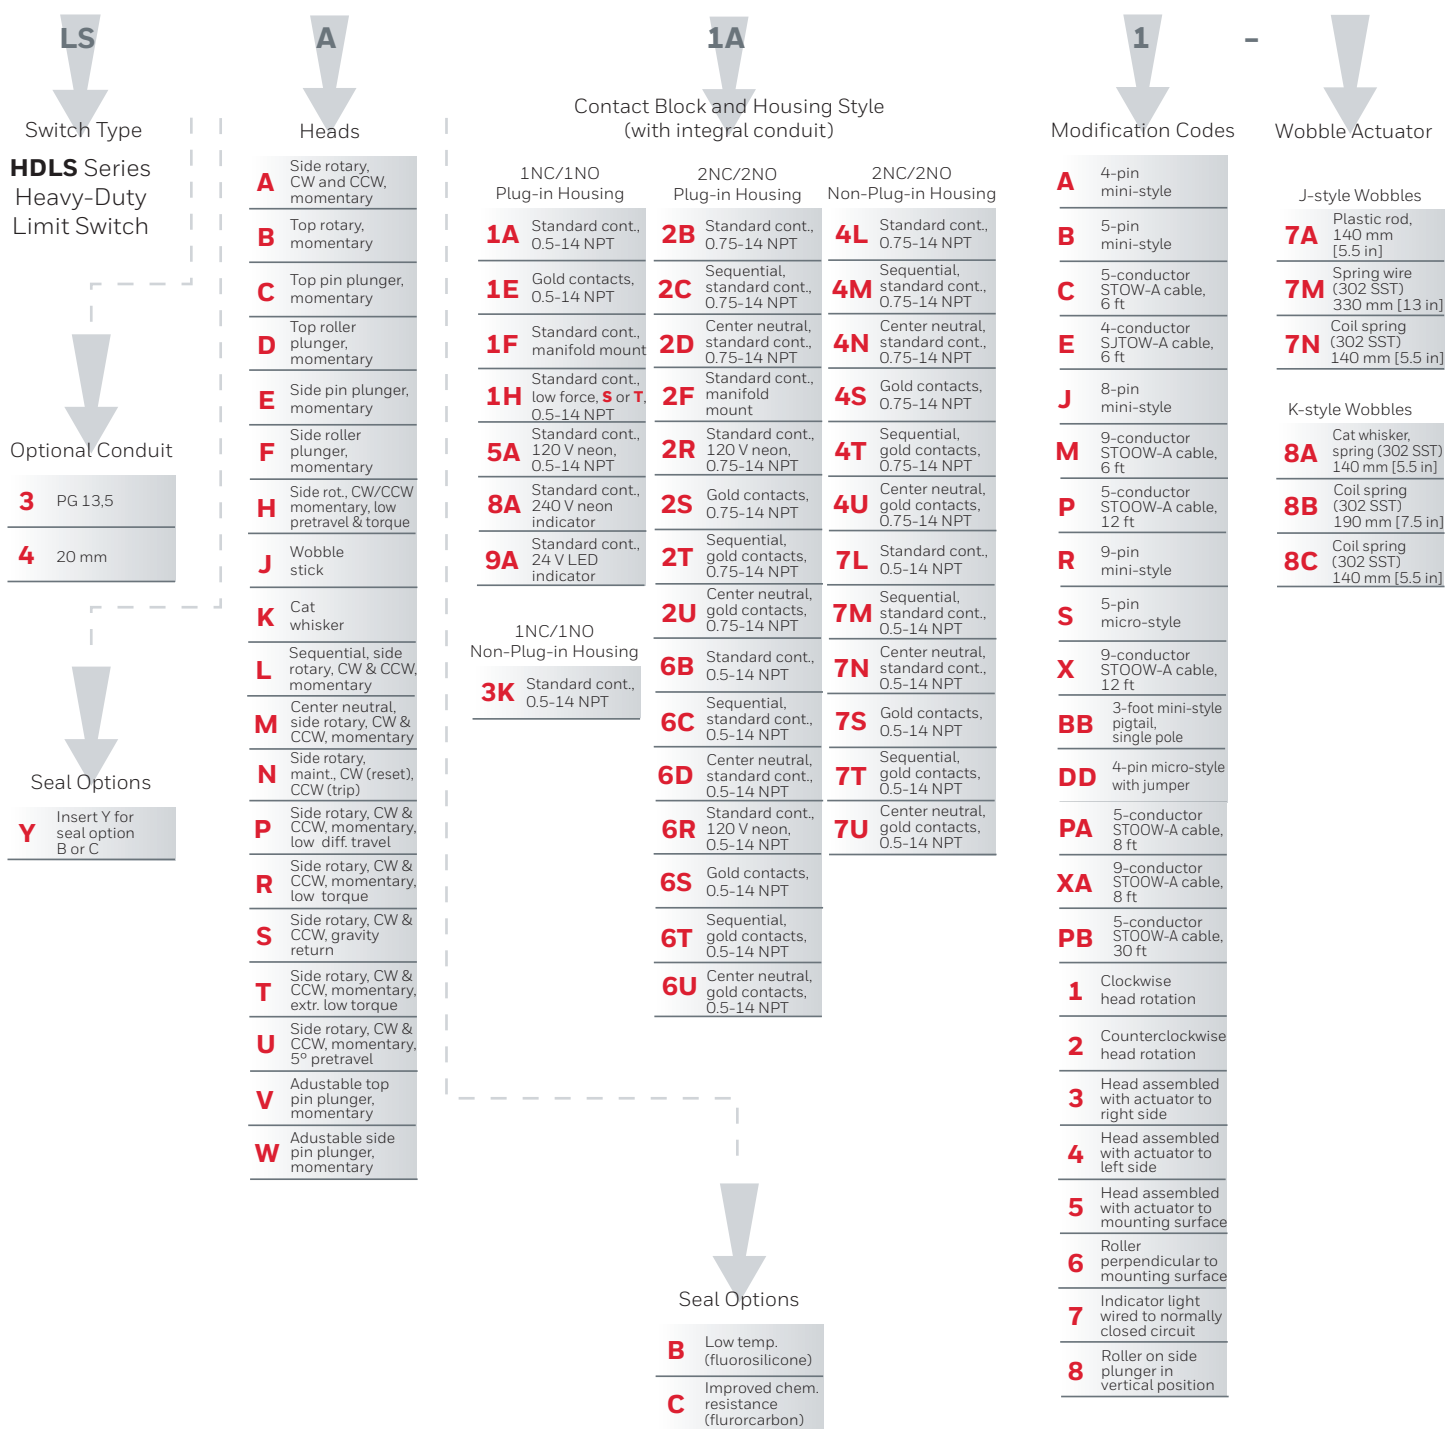 LS
A
1A
1
-
Switch Type
HDLS Series
Heavy-Duty
Limit Switch
Optional Conduit
3
PG 13,5
4
20 mm
Seal Options
Y
Insert Y for
seal option
B or C
Heads
A
Side rotary,
CW and CCW,
momentary
B
Top rotary,
momentary
C
Top pin plunger,
momentary
D
Top roller
plunger,
momentary
E
Side pin plunger,
momentary
F
Side roller
plunger,
momentary
H
Side rot., CW/CCW
momentary, low
pretravel & torque
J
Wobble
stick
K
Cat
whisker
L
Sequential, side
rotary, CW & CCW,
momentary
M
Center neutral,
side rotary, CW &
CCW, momentary
N
Side rotary,
maint., CW (reset),
CCW (trip)
P
Side rotary, CW &
CCW, momentary,
low diff. travel
R
Side rotary, CW &
CCW, momentary,
low torque
S
Side rotary, CW &
CCW, gravity
return
T
Side rotary, CW &
CCW, momentary,
extr. low torque
U
Side rotary, CW &
CCW, momentary,
5° pretravel
V
Adustable top
pin plunger,
momentary
W
Adustable side
pin plunger,
momentary
Contact Block and Housing Style
(with integral conduit)
1NC/1NO
Plug-in Housing
1A
Standard cont.,
0.5-14 NPT
1E
Gold contacts,
0.5-14 NPT
1F
Standard cont.,
manifold mount
1H
Standard cont.,
low force, S or T,
0.5-14 NPT
5A
Standard cont.,
120 V neon,
0.5-14 NPT
8A
Standard cont.,
240 V neon
indicator
9A
Standard cont.,
24 V LED
indicator
1NC/1NO
Non-Plug-in Housing
3K
Standard cont.,
0.5-14 NPT
2NC/2NO
Plug-in Housing
2B
Standard cont.,
0.75-14 NPT
2C
Sequential,
standard cont.,
0.75-14 NPT
2D
Center neutral,
standard cont.,
0.75-14 NPT
2F
Standard cont.,
manifold
mount
2R
Standard cont.,
120 V neon,
0.75-14 NPT
2S
Gold contacts,
0.75-14 NPT
2T
Sequential,
gold contacts,
0.75-14 NPT
2U
Center neutral,
gold contacts,
0.75-14 NPT
6B
Standard cont.,
0.5-14 NPT
6C
Sequential,
standard cont.,
0.5-14 NPT
6D
Center neutral,
standard cont.,
0.5-14 NPT
6R
Standard cont.,
120 V neon,
0.5-14 NPT
6S
Gold contacts,
0.5-14 NPT
6T
Sequential,
gold contacts,
0.5-14 NPT
6U
Center neutral,
gold contacts,
0.5-14 NPT
2NC/2NO
Non-Plug-in Housing
4L
Standard cont.,
0.75-14 NPT
4M
Sequential,
standard cont.,
0.75-14 NPT
4N
Center neutral,
standard cont.,
0.75-14 NPT
4S
Gold contacts,
0.75-14 NPT
4T
Sequential,
gold contacts,
0.75-14 NPT
4U
Center neutral,
gold contacts,
0.75-14 NPT
7L
Standard cont.,
0.5-14 NPT
7M
Sequential,
standard cont.,
0.5-14 NPT
7N
Center neutral,
standard cont.,
0.5-14 NPT
7S
Gold contacts,
0.5-14 NPT
7T
Sequential,
gold contacts,
0.5-14 NPT
7U
Center neutral,
gold contacts,
0.5-14 NPT
Seal Options
B
Low temp.
(fluorosilicone)
C
Improved chem.
resistance
(flurorcarbon)
Modification Codes
A
4-pin
mini-style
B
5-pin
mini-style
C
5-conductor
STOW-A cable,
6 ft
E
4-conductor
SJTOW-A cable,
6 ft
J
8-pin
mini-style
M
9-conductor
STOOW-A cable,
6 ft
P
5-conductor
STOOW-A cable,
12 ft
R
9-pin
mini-style
S
5-pin
micro-style
X
9-conductor
STOOW-A cable,
12 ft
BB
3-foot mini-style
pigtail,
single pole
DD
4-pin micro-style
with jumper
PA
5-conductor
STOOW-A cable,
8 ft
XA
9-conductor
STOOW-A cable,
8 ft
PB
5-conductor
STOOW-A cable,
30 ft
1
Clockwise
head rotation
2
Counterclockwise
head rotation
3
Head assembled
with actuator to
right side
4
Head assembled
with actuator to
left side
5
Head assembled
with actuator to
mounting surface
6
Roller
perpendicular to
mounting surface
7
Indicator light
wired to normally
closed circuit
8
Roller on side
plunger in
vertical position
Wobble Actuator
J-style Wobbles
7A
Plastic rod,
140 mm
[5.5 in]
7M
Spring wire
(302 SST)
330 mm [13 in]
7N
Coil spring
(302 SST)
140 mm [5.5 in]
K-style Wobbles
8A
Cat whisker,
spring (302 SST)
140 mm [5.5 in]
8B
Coil spring
(302 SST)
190 mm [7.5 in]
8C
Coil spring
(302 SST)
140 mm [5.5 in]